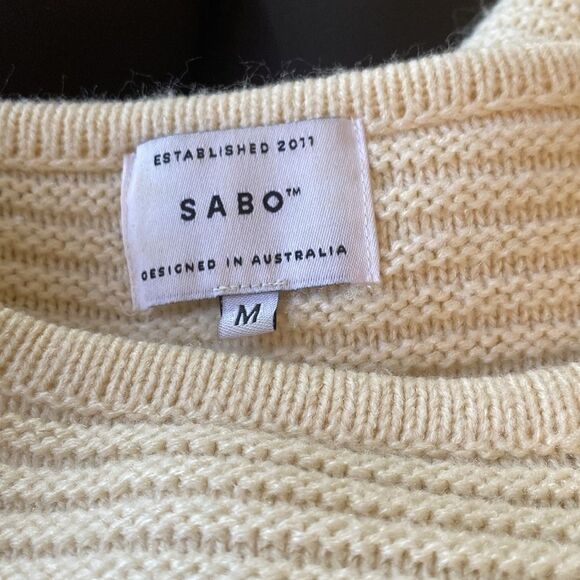 ESTABLISHED 2011
SABO™
DESIGNED IN AUSTRALIA
M